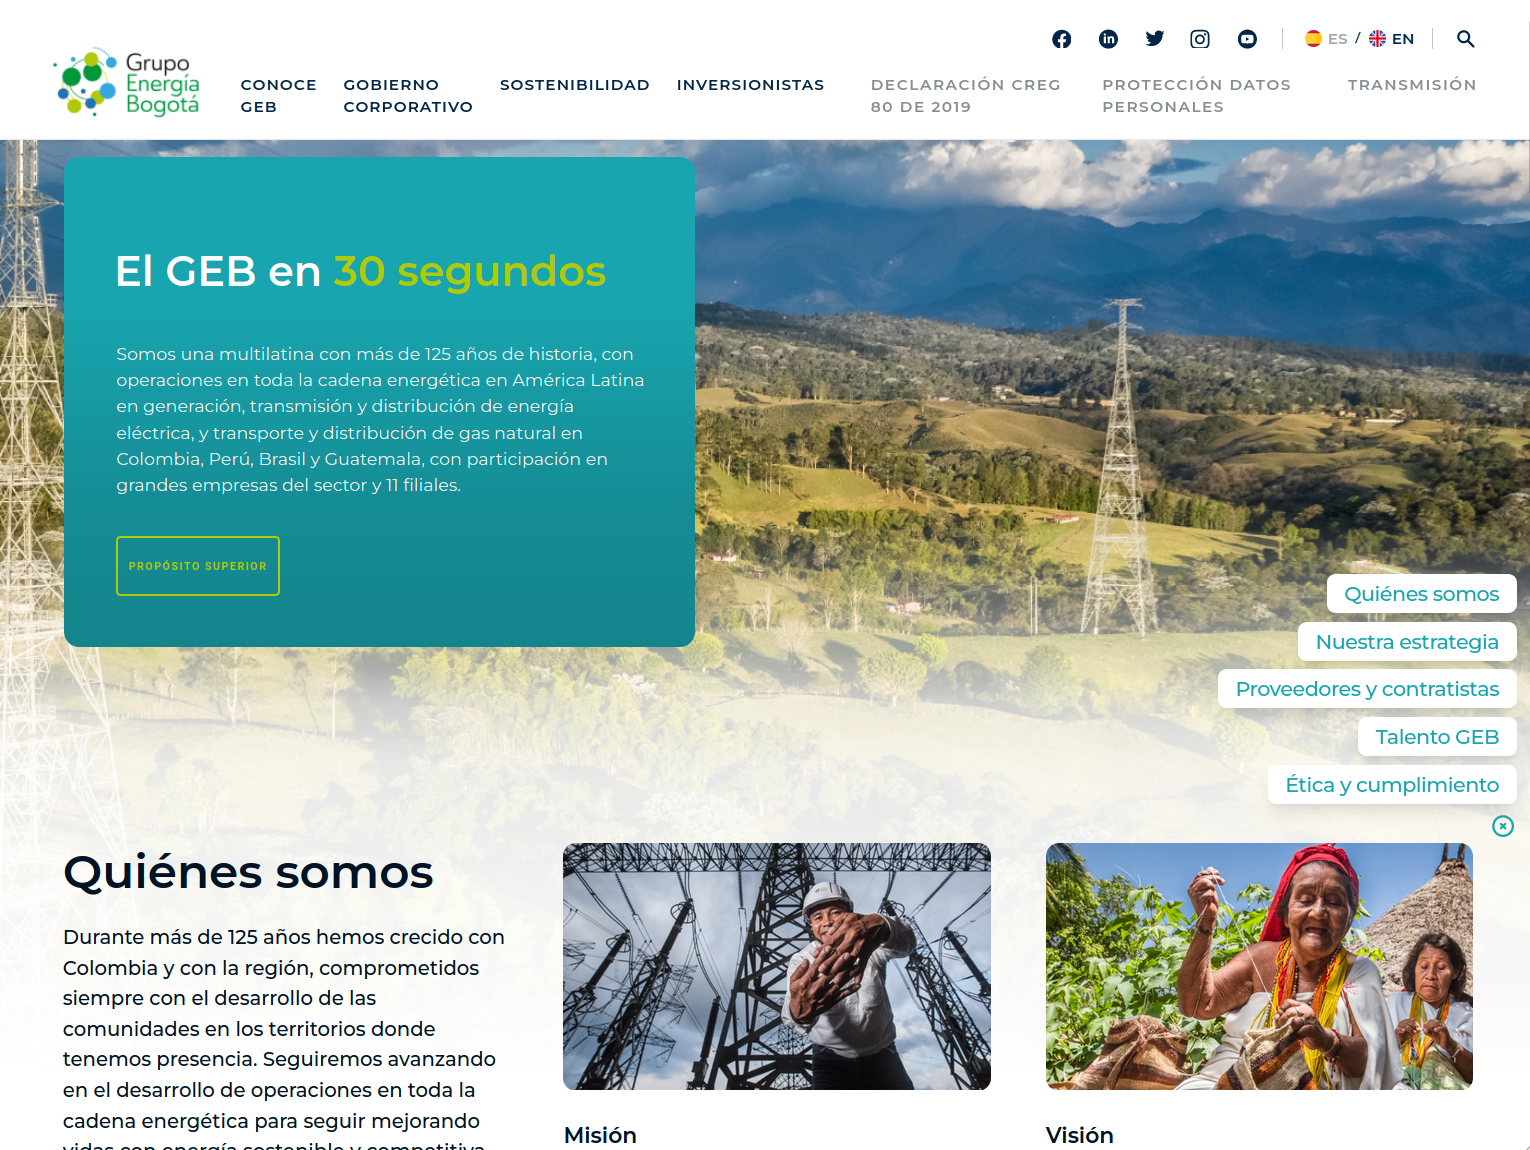 Grupo
Energía
Bogotá
ES / EN
CONOCE
GEB
GOBIERNO
CORPORATIVO
SOSTENIBILIDAD
INVERSIONISTAS
DECLARACIÓN CREG
80 DE 2019
PROTECCIÓN DATOS
PERSONALES
TRANSMISIÓN
El GEB en 30 segundos
Somos una multilatina con más de 125 años de historia, con
operaciones en toda la cadena energética en América Latina
en generación, transmisión y distribución de energía
eléctrica, y transporte y distribución de gas natural en
Colombia, Perú, Brasil y Guatemala, con participación en
grandes empresas del sector y 11 filiales.
PROPÓSITO SUPERIOR
Quiénes somos
Nuestra estrategia
Proveedores y contratistas
Talento GEB
Ética y cumplimiento
Quiénes somos
Durante más de 125 años hemos crecido con
Colombia y con la región, comprometidos
siempre con el desarrollo de las
comunidades en los territorios donde
tenemos presencia. Seguiremos avanzando
en el desarrollo de operaciones en toda la
cadena energética para seguir mejorando
vidas con energía sostenible y competitiva
Misión
Visión